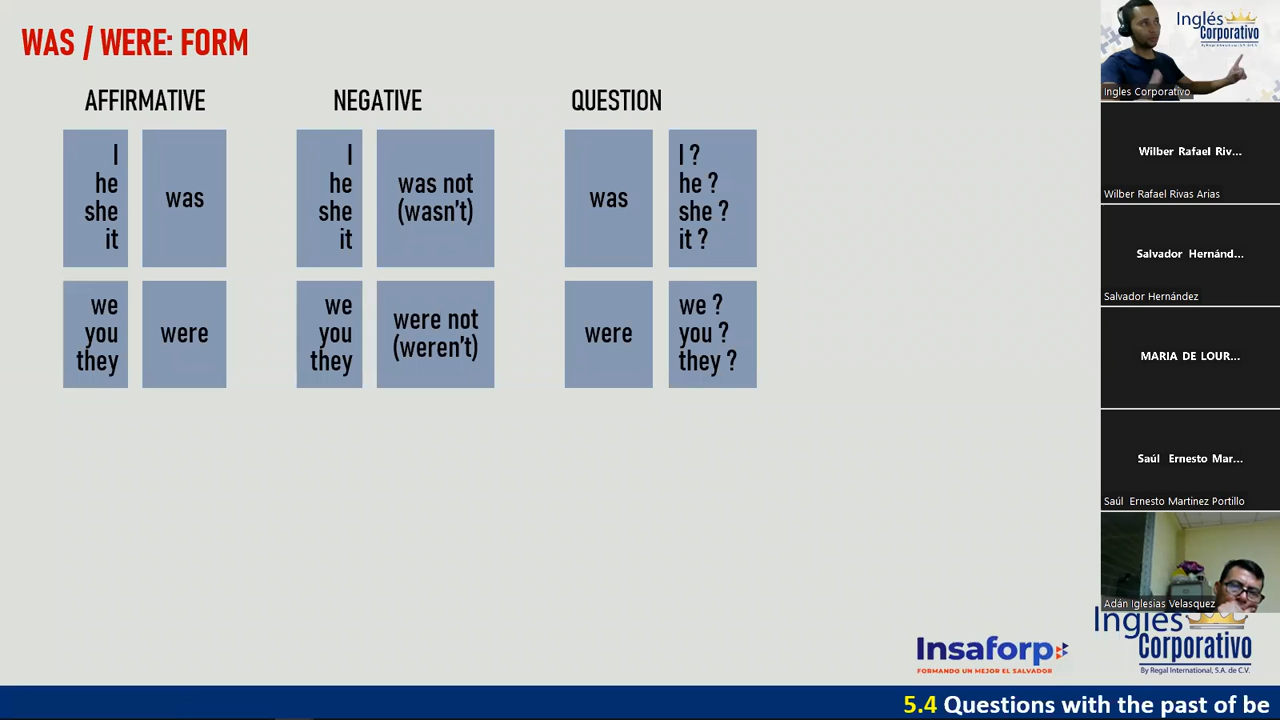 WAS / WERE: FORM
AFFIRMATIVE
I
he
she
it
was
we
you
they
were
NEGATIVE
I
he
she
it
was not
(wasn't)
we
you
they
were not
(weren't)
QUESTION
was
I ?
he ?
she ?
it ?
were
we ?
you ?
they ?
Inglés
Corporativo
Ingles Corporativo
Wilber Rafael Riv...
Wilber Rafael Rivas Arias
Salvador Hernánd...
Salvador Hernández
MARIA DE LOUR...
Saúl Ernesto Mar...
Saúl Ernesto Martinez Portillo
Adán Iglesias Velasquez
Insaforp
FORMANDO UN MEJOR EL SALVADOR
Inglés
Corporativo
By Regal International, S.A. de C.V.
5.4 Questions with the past of be